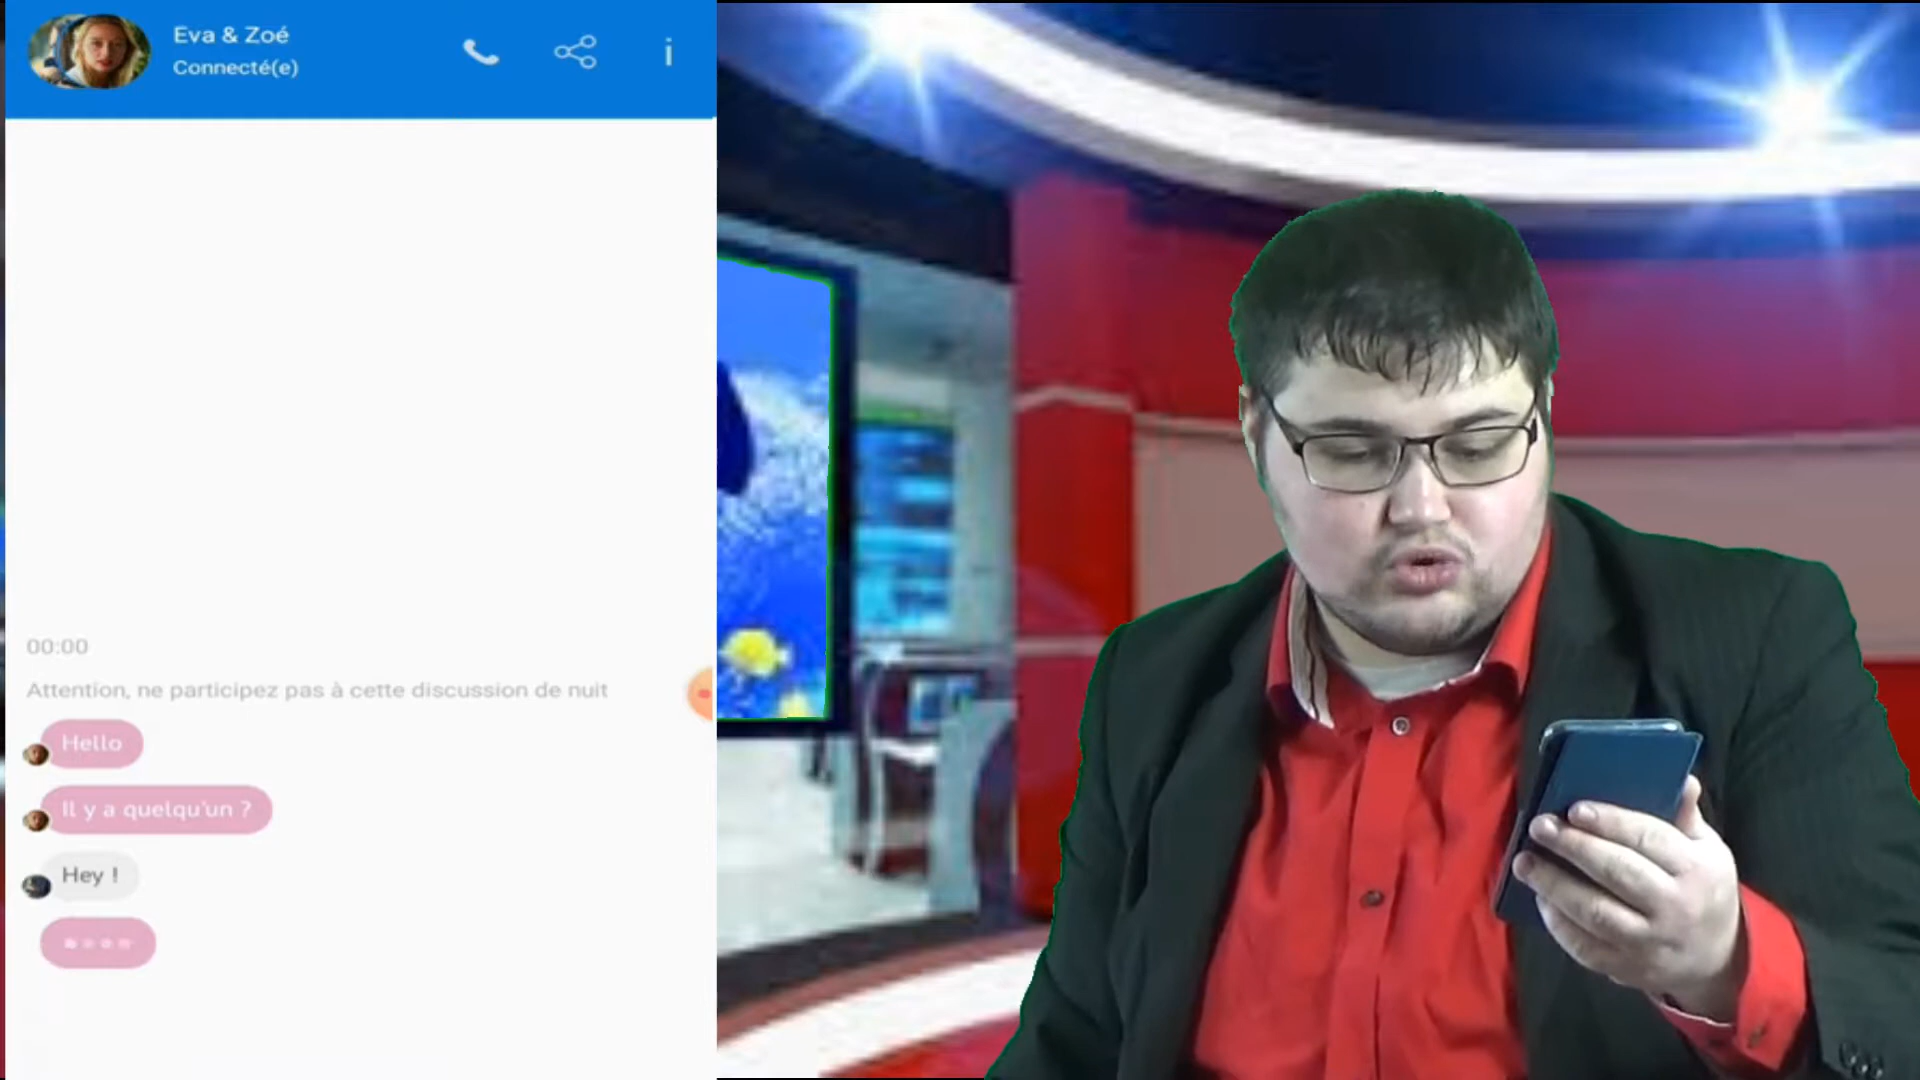 Eva & Zoé
Connecté(e)
00:00
Attention, ne participez pas à cette discussion de nuit
Hello
Il y a quelqu'un ?
Hey !